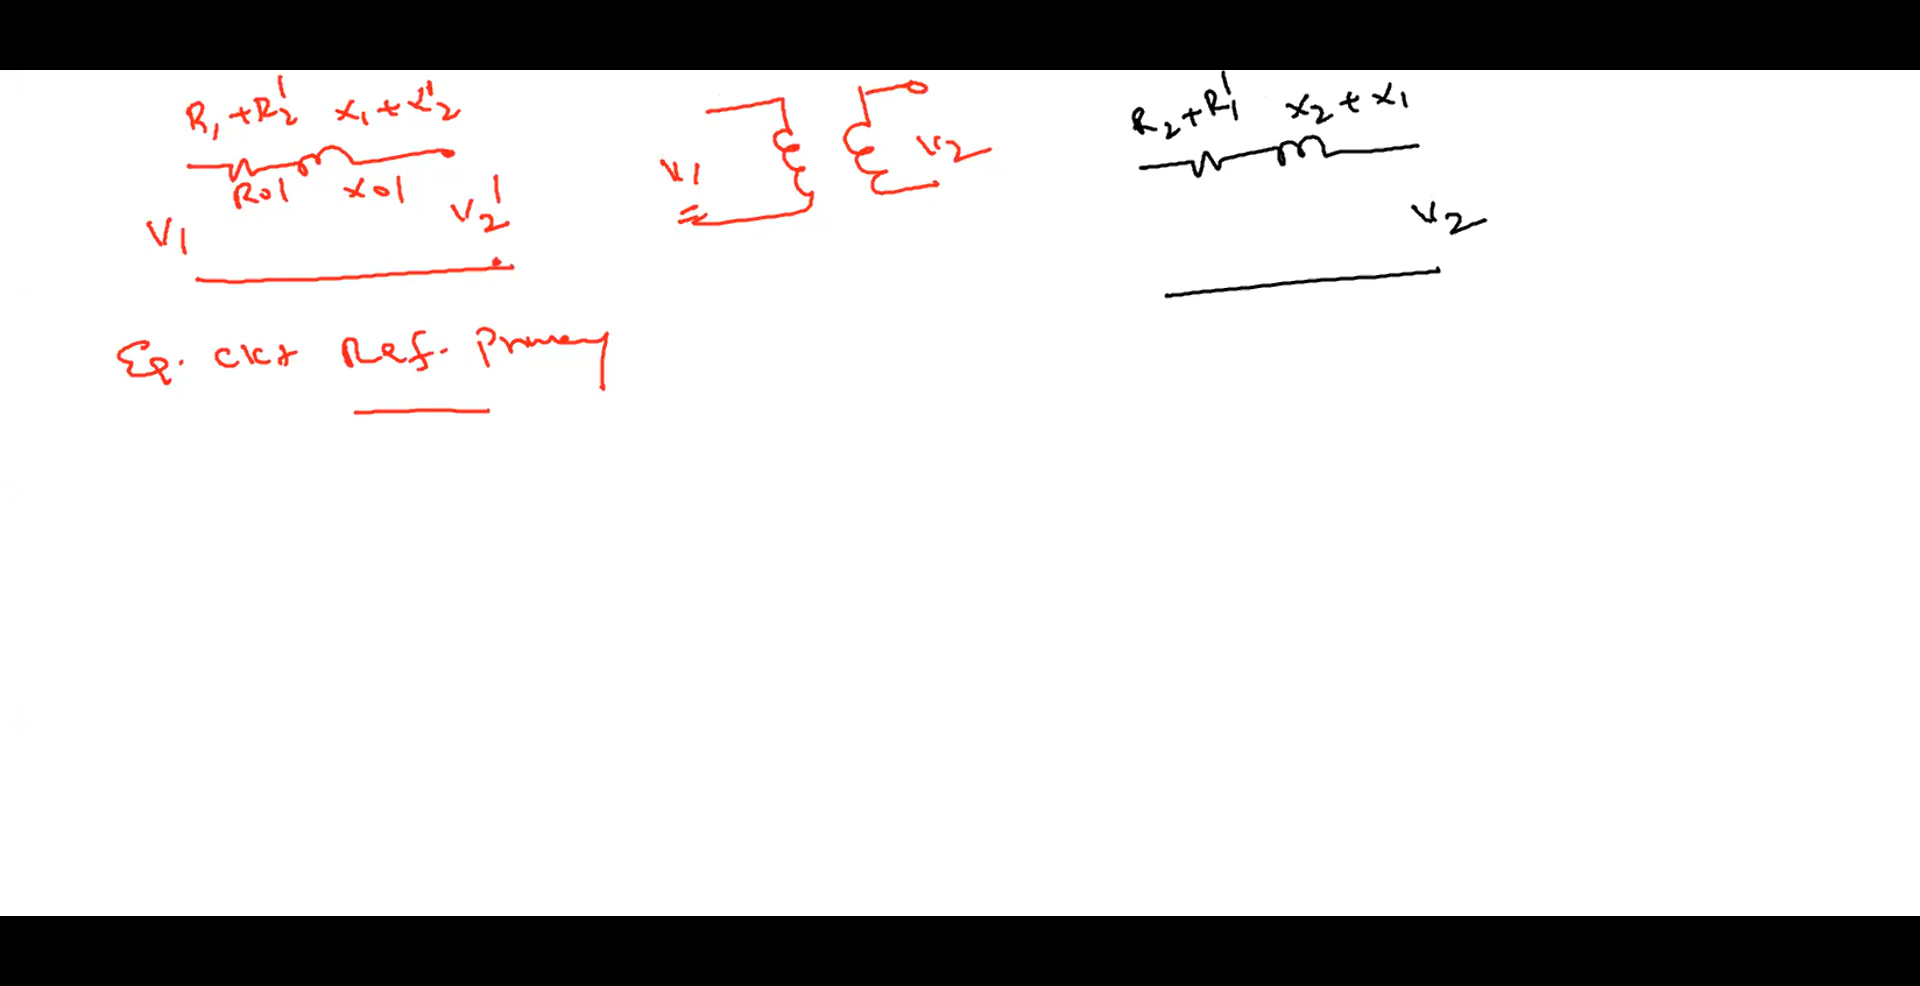 R₁ + R₂' x₁ + x₂'
R01 x01
V₁ V₂'
Eq. ckt Ref. Primary
V₁ V₂
R₂ + R₁' x₂ + x₁
V₂